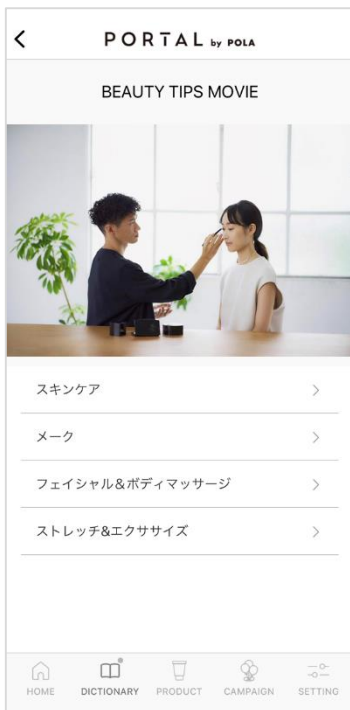 PORTAL by POLA
BEAUTY TIPS MOVIE
スキンケア
メーク
フェイシャル＆ボディマッサージ
ストレッチ&エクササイズ
HOME DICTIONARY PRODUCT CAMPAIGN SETTING